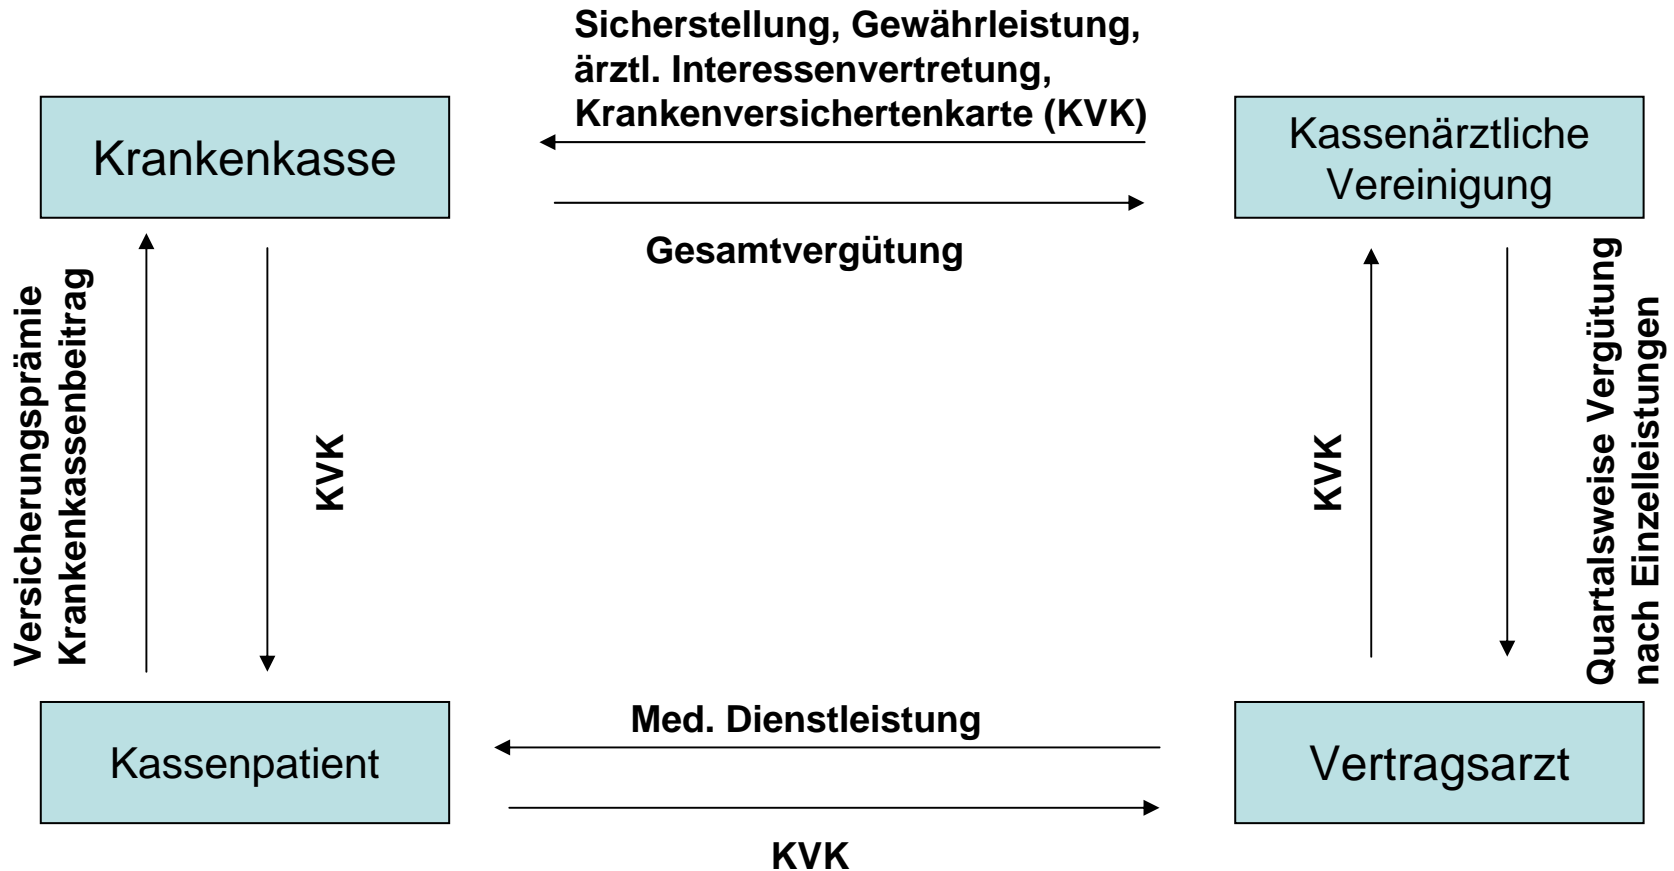 Sicherstellung, Gewährleistung,
ärztl. Interessenvertretung,
Krankenversichertenkarte (KVK)
Krankenkasse
Kassenärztliche
Vereinigung
Gesamtvergütung
Versicherungsprämie
Krankenkassenbeitrag
KVK
KVK
Quartalsweise Vergütung
nach Einzelleistungen
Med. Dienstleistung
Kassenpatient
Vertragsarzt
KVK